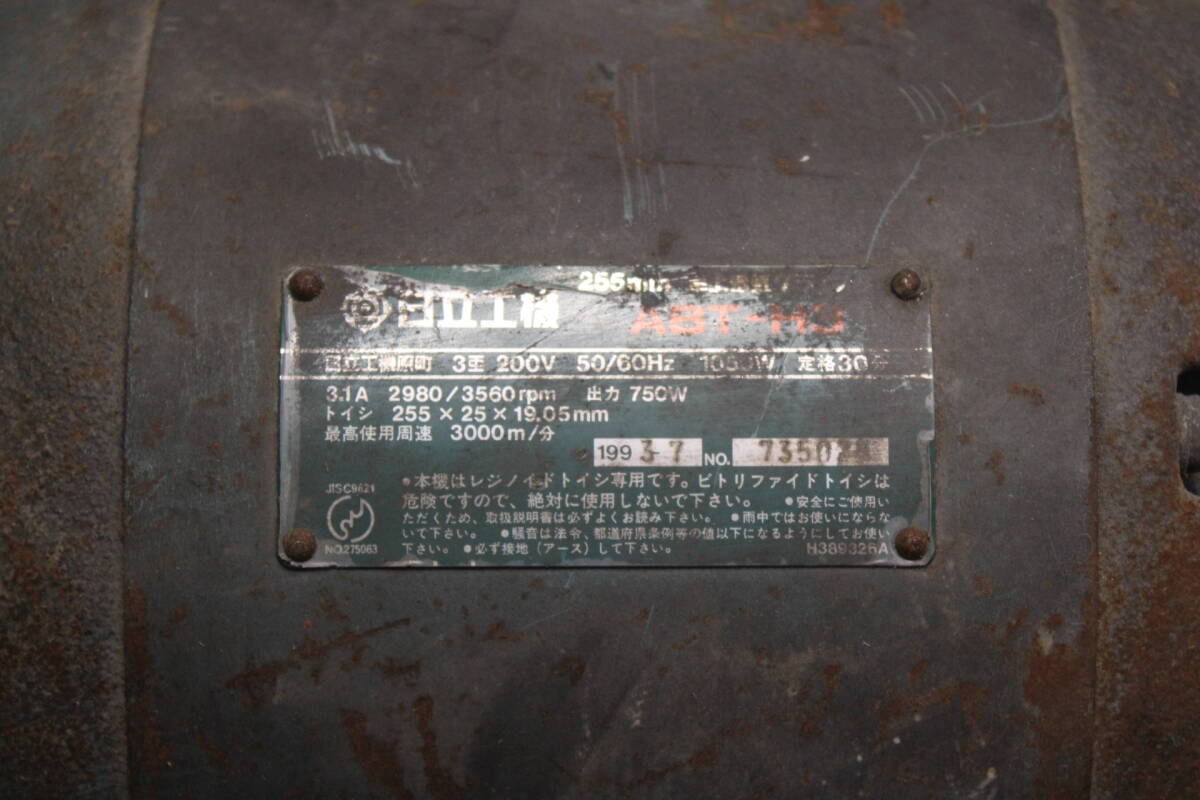 255mm
日立工機 ABT-H3
日立工機原町 3相 200V 50/60Hz 定格30分
3.1A 2980/3560rpm 出力 750W
トイシ 255×25×19.05mm
最高使用周速 3000m/分
1993-7 NO.
●本機はレジノイドトイシ専用です。ビトリファイドトイシは
危険ですので、絶対に使用しないで下さい。 ●安全にご使用い
ただくため、取扱説明書は必ずよくお読み下さい。 ●雨中ではお使いにならな
いで下さい。 ●騒音は法令、都道府県条例等の値以下になるようにしてお使い
下さい。 ●必ず接地(アース)して下さい。 H389326A
JISC9621
NO.275063